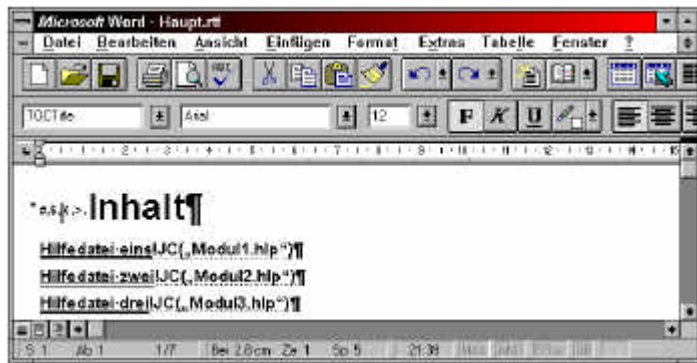 Microsoft Word - Haupt.rtf
Datei Bearbeiten Ansicht Einfügen Format Extras Tabelle Fenster ?
TOCTitle Arial 12 F K U
Inhalt¶
Hilfedatei·eins!JC(„Modul1.hlp“)¶
Hilfedatei·zwei!JC(„Modul2.hlp“)¶
Hilfedatei·drei!JC(„Modul3.hlp“)¶
S 1 Ab 1 1/7 Bei 2,8cm Ze 1 Sp 5 21:38